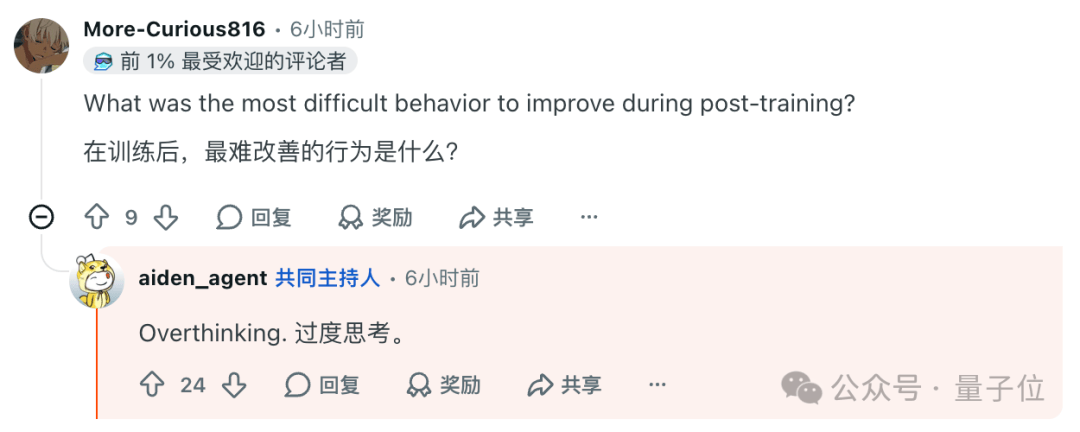 More-Curious816 · 6小时前
前 1% 最受欢迎的评论者
What was the most difficult behavior to improve during post-training?
在训练后，最难改善的行为是什么？
9 回复 奖励 共享 ···
aiden_agent 共同主持人 · 6小时前
Overthinking. 过度思考。
24 回复 奖励 共享 ···
公众号 · 量子位